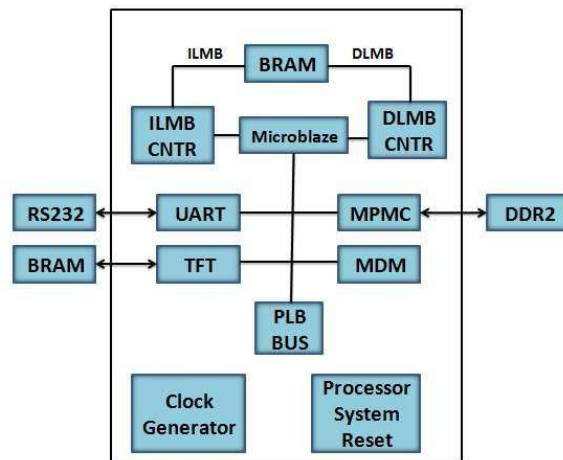 ILMB
DLMB
BRAM
ILMB
CNTR
Microblaze
DLMB
CNTR
RS232
UART
MPMC
DDR2
BRAM
TFT
MDM
PLB
BUS
Clock
Generator
Processor
System
Reset